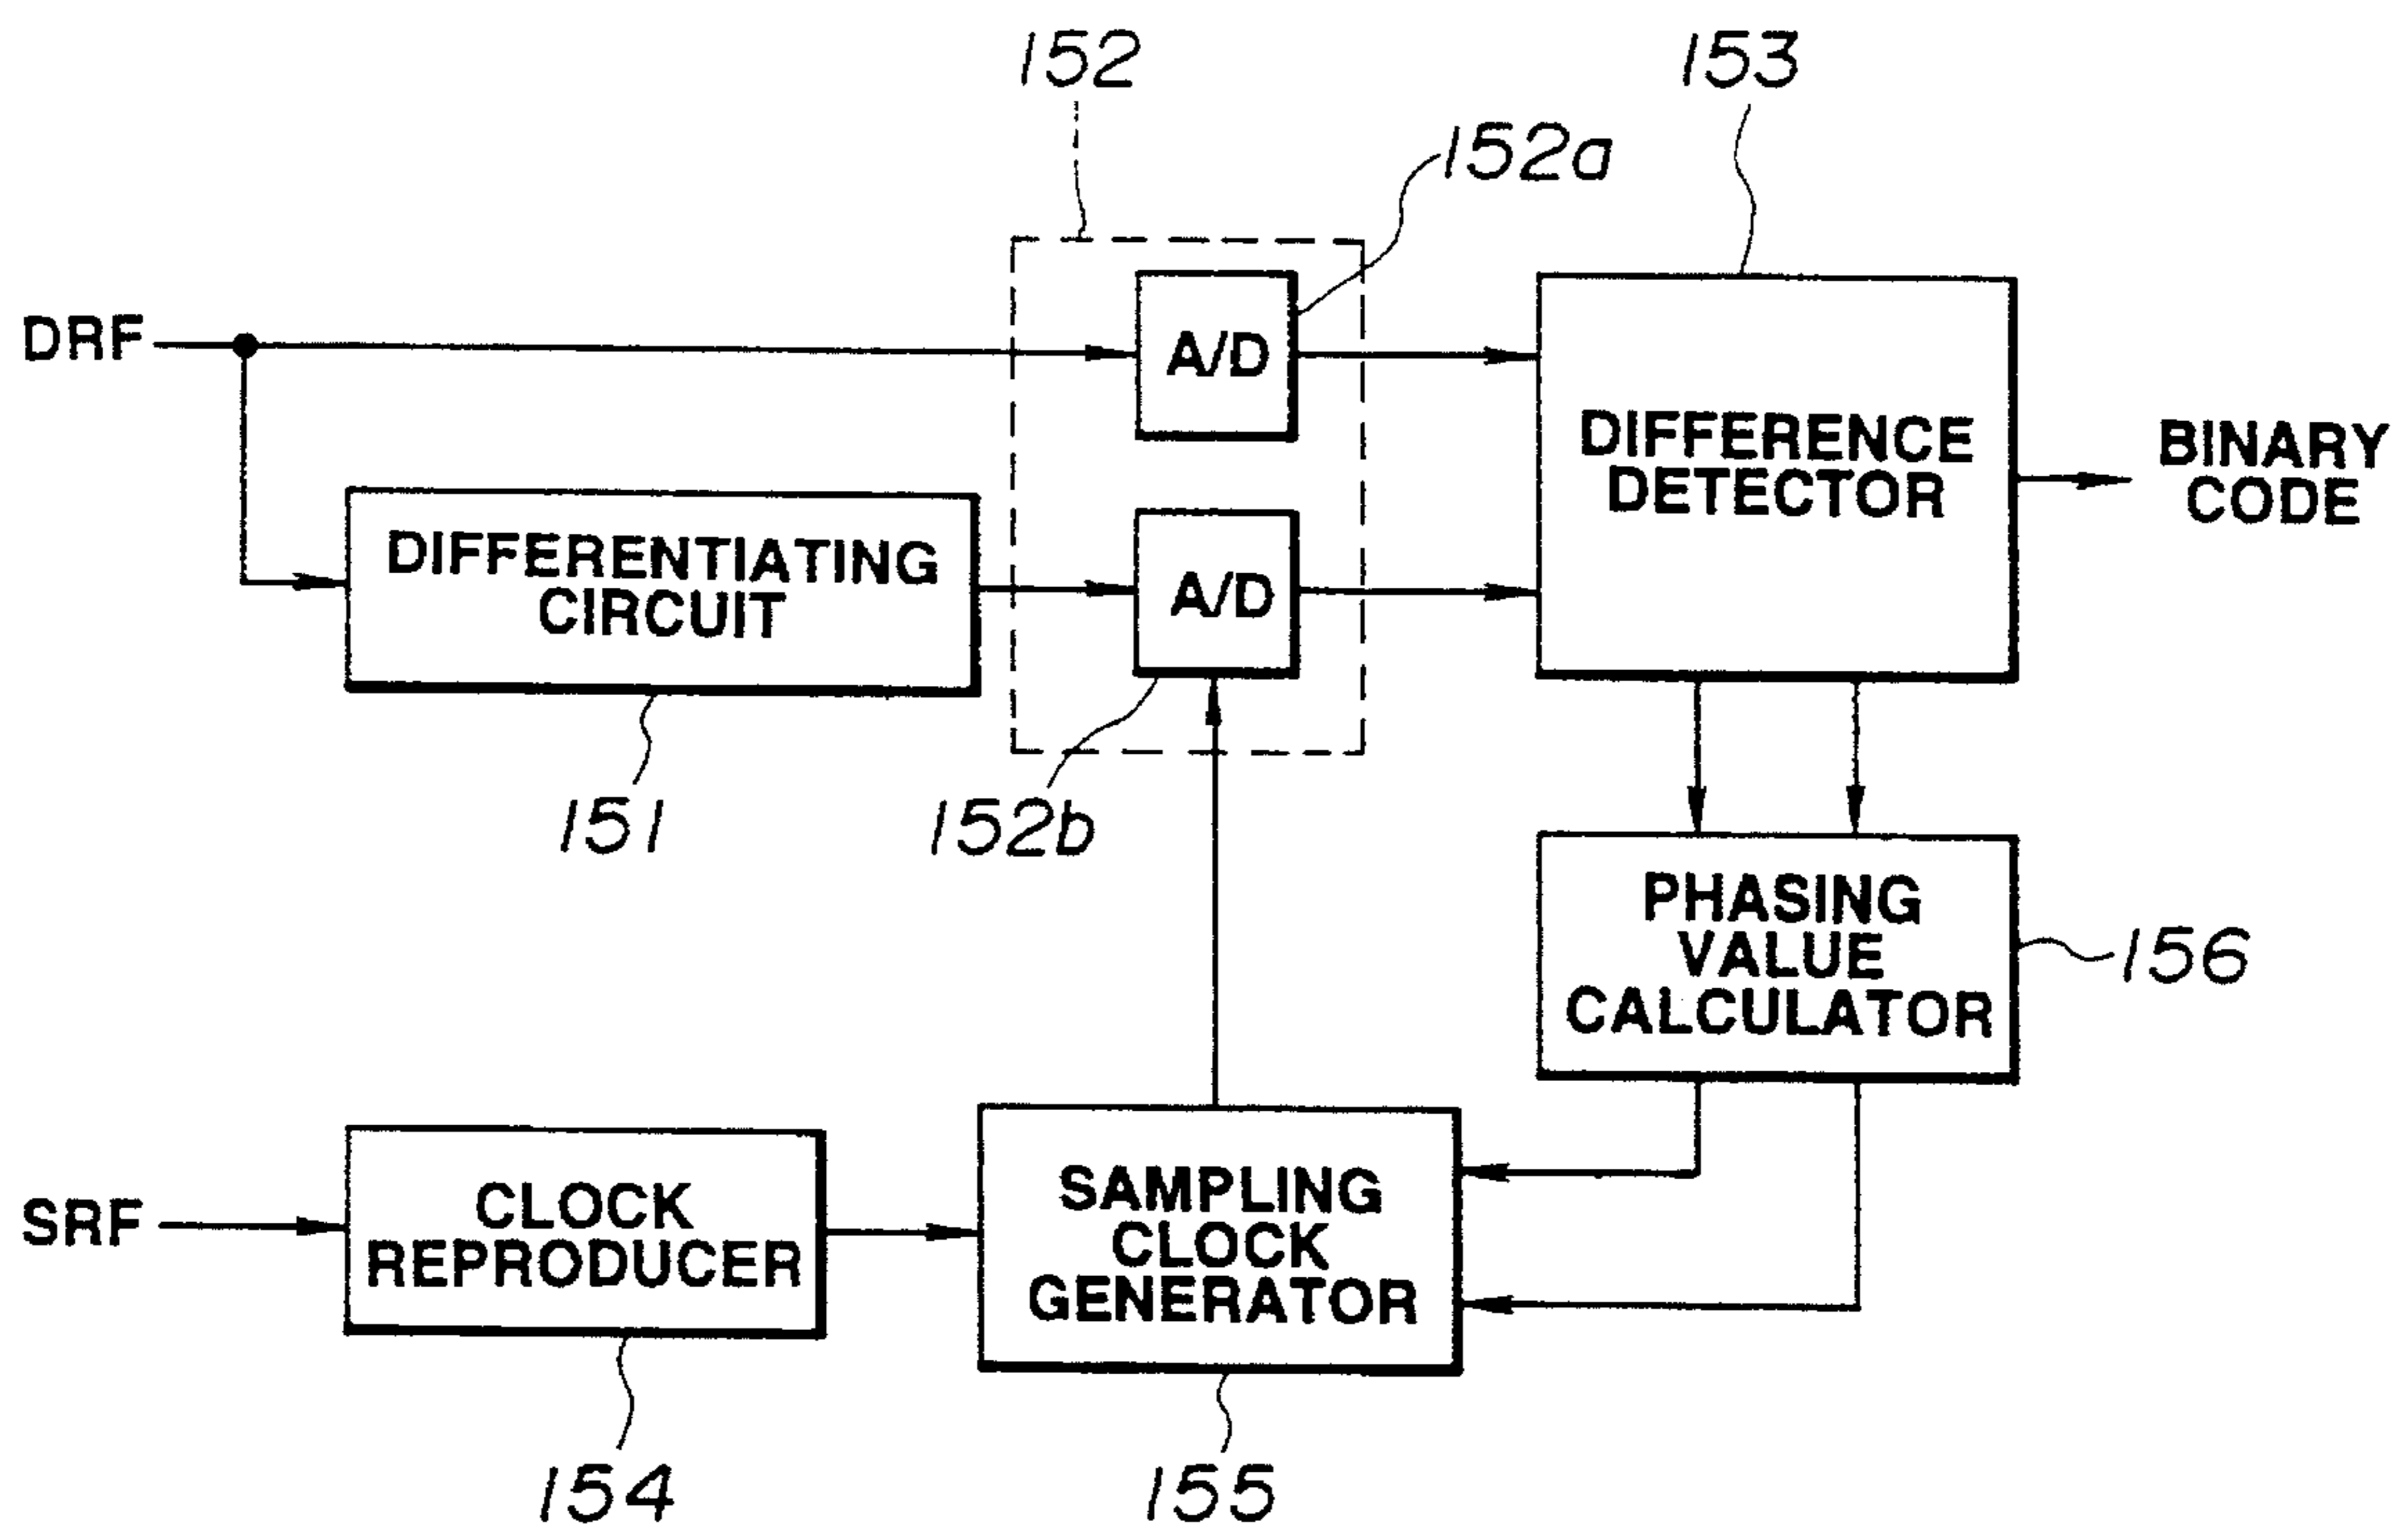 152
153
152a
DRF
A/D
DIFFERENCE
DETECTOR
BINARY
CODE
DIFFERENTIATING
CIRCUIT
A/D
151
152b
PHASING
VALUE
CALCULATOR
156
SRF
CLOCK
REPRODUCER
SAMPLING
CLOCK
GENERATOR
154
155